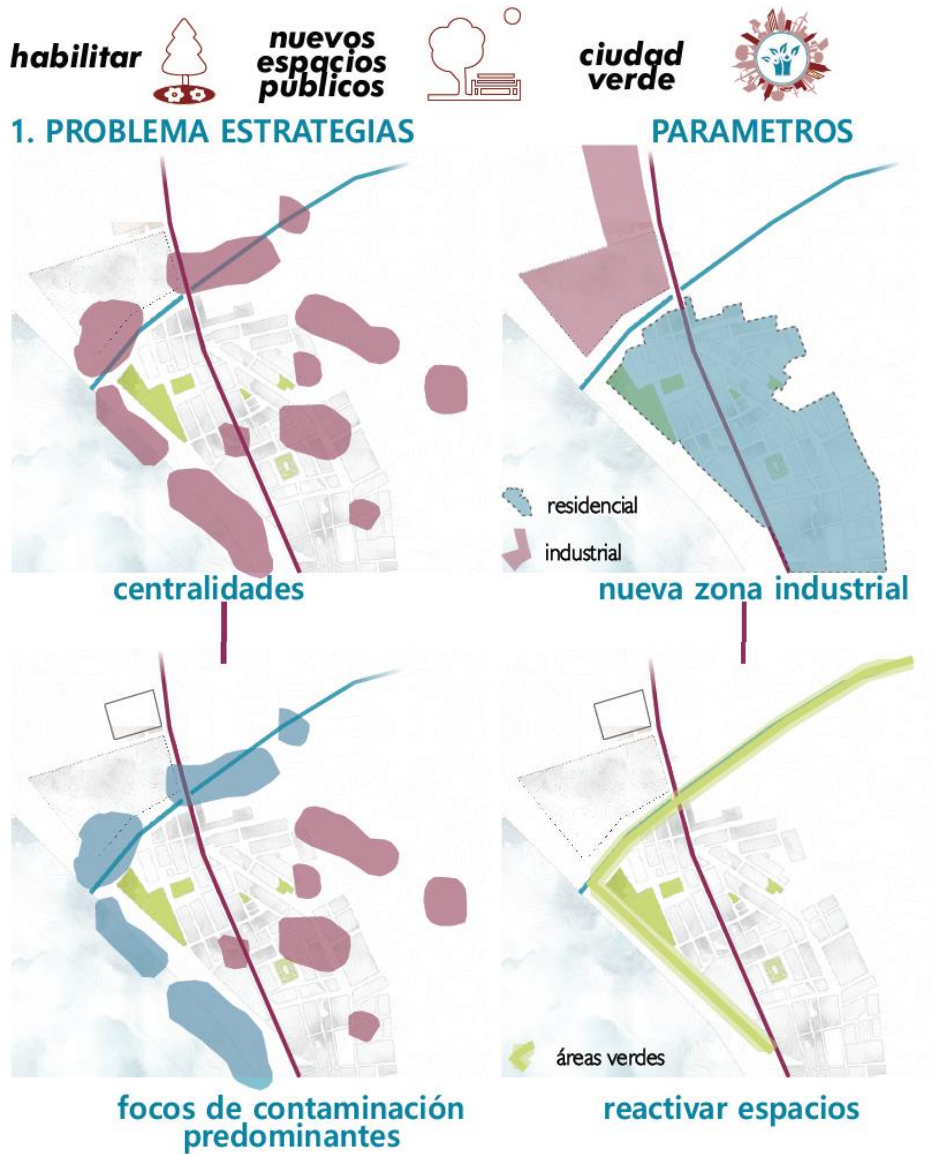 habilitar
nuevos
espacios
públicos
ciudad
verde
1. PROBLEMA ESTRATEGIAS
PARAMETROS
residencial
industrial
centralidades
nueva zona industrial
áreas verdes
focos de contaminación
predominantes
reactivar espacios